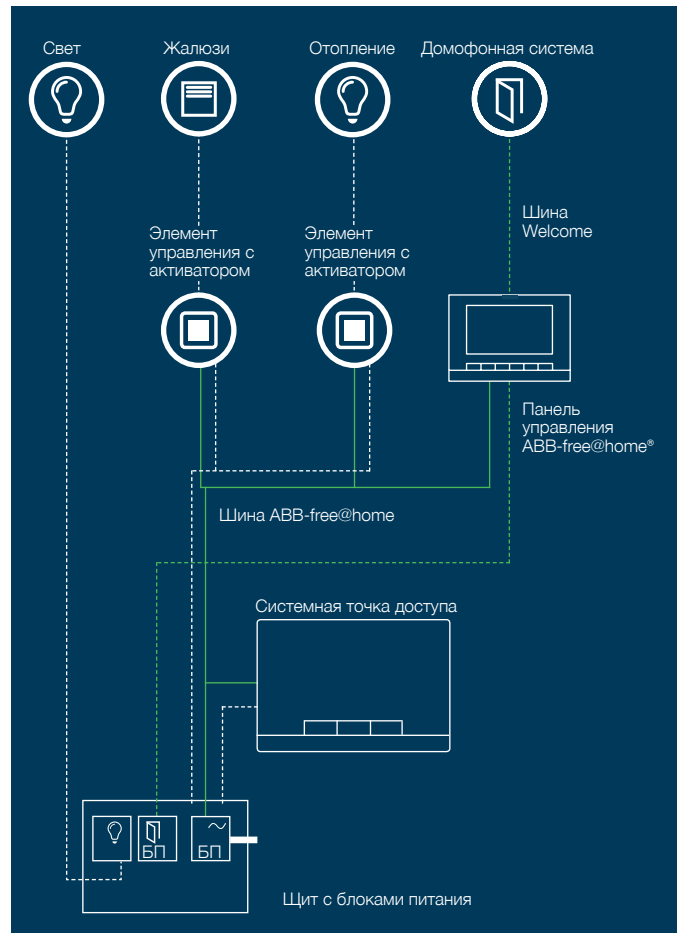 Свет
Жалюзи
Отопление
Домофонная система
Шина
Welcome
Элемент
управления с
активатором
Элемент
управления с
активатором
Панель
управления
ABB-free@home®
Шина ABB-free@home
Системная точка доступа
БП
БП
Щит с блоками питания